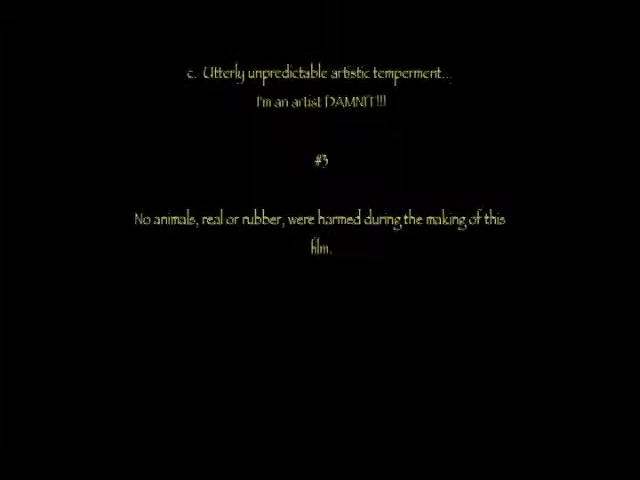 c. Utterly unpredictable artistic temperment...
I'm an artist DAMNIT!!!
#3
No animals, real or rubber, were harmed during the making of this
film.